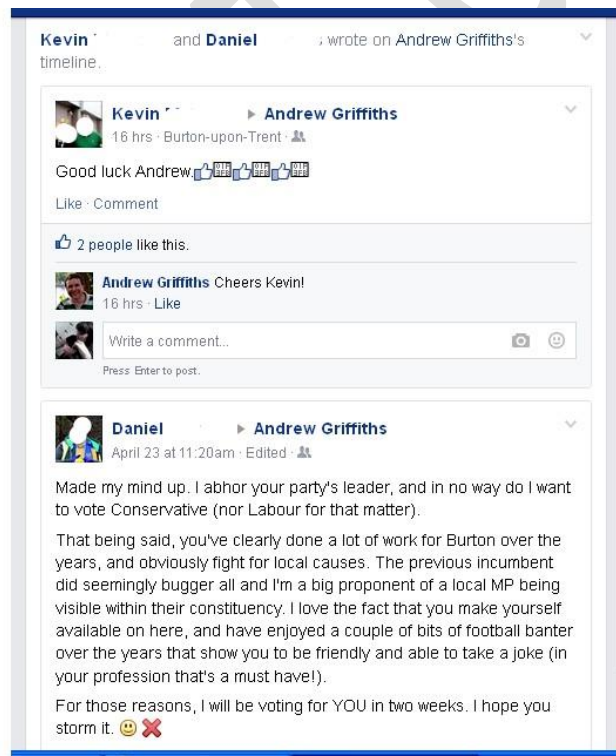 Kevin and Daniel wrote on Andrew Griffiths's
timeline.
Kevin ▶ Andrew Griffiths
16 hrs · Burton-upon-Trent ·
Good luck Andrew.
Like · Comment
2 people like this.
Andrew Griffiths Cheers Kevin!
16 hrs · Like
Write a comment...
Press Enter to post.
Daniel ▶ Andrew Griffiths
April 23 at 11:20am · Edited ·
Made my mind up. I abhor your party's leader, and in no way do I want
to vote Conservative (nor Labour for that matter).
That being said, you've clearly done a lot of work for Burton over the
years, and obviously fight for local causes. The previous incumbent
did seemingly bugger all and I'm a big proponent of a local MP being
visible within their constituency. I love the fact that you make yourself
available on here, and have enjoyed a couple of bits of football banter
over the years that show you to be friendly and able to take a joke (in
your profession that's a must have!).
For those reasons, I will be voting for YOU in two weeks. I hope you
storm it.